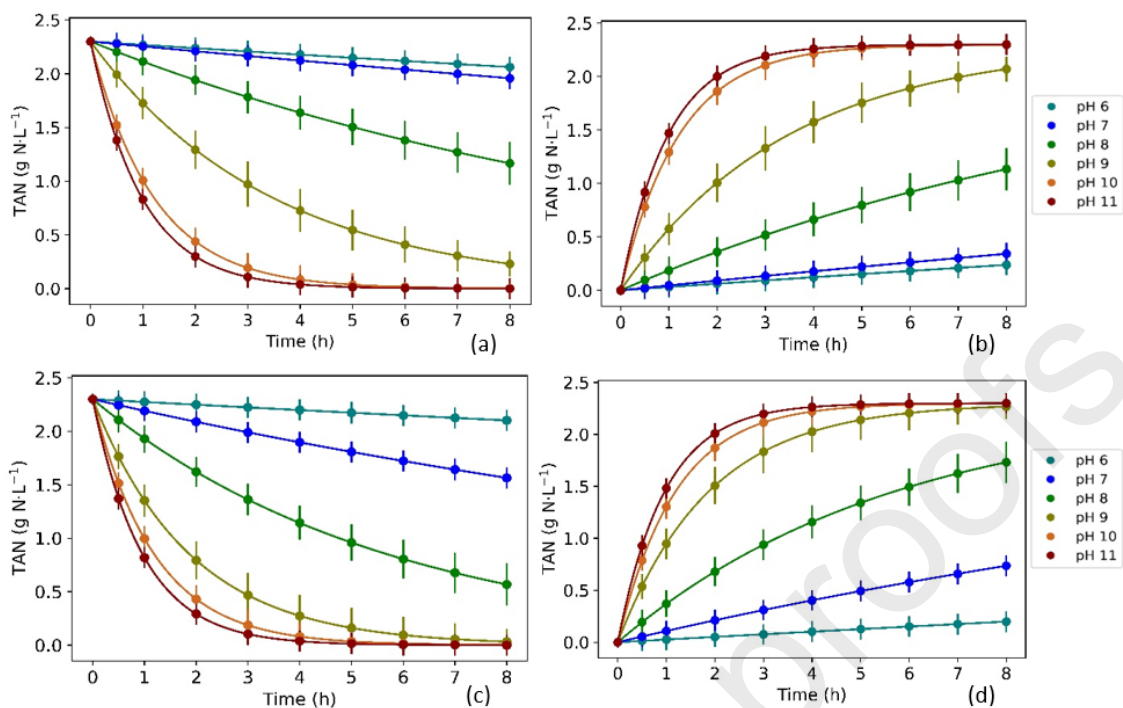 2.5
2.0
1.5
1.0
0.5
0.0
TAN (g N·L⁻¹)
0 1 2 3 4 5 6 7 8
Time (h)
(a)
2.5
2.0
1.5
1.0
0.5
0.0
TAN (g N·L⁻¹)
0 1 2 3 4 5 6 7 8
Time (h)
(b)
pH 6
pH 7
pH 8
pH 9
pH 10
pH 11
2.5
2.0
1.5
1.0
0.5
0.0
TAN (g N·L⁻¹)
0 1 2 3 4 5 6 7 8
Time (h)
(c)
2.5
2.0
1.5
1.0
0.5
0.0
TAN (g N·L⁻¹)
0 1 2 3 4 5 6 7 8
Time (h)
(d)
pH 6
pH 7
pH 8
pH 9
pH 10
pH 11
proofs